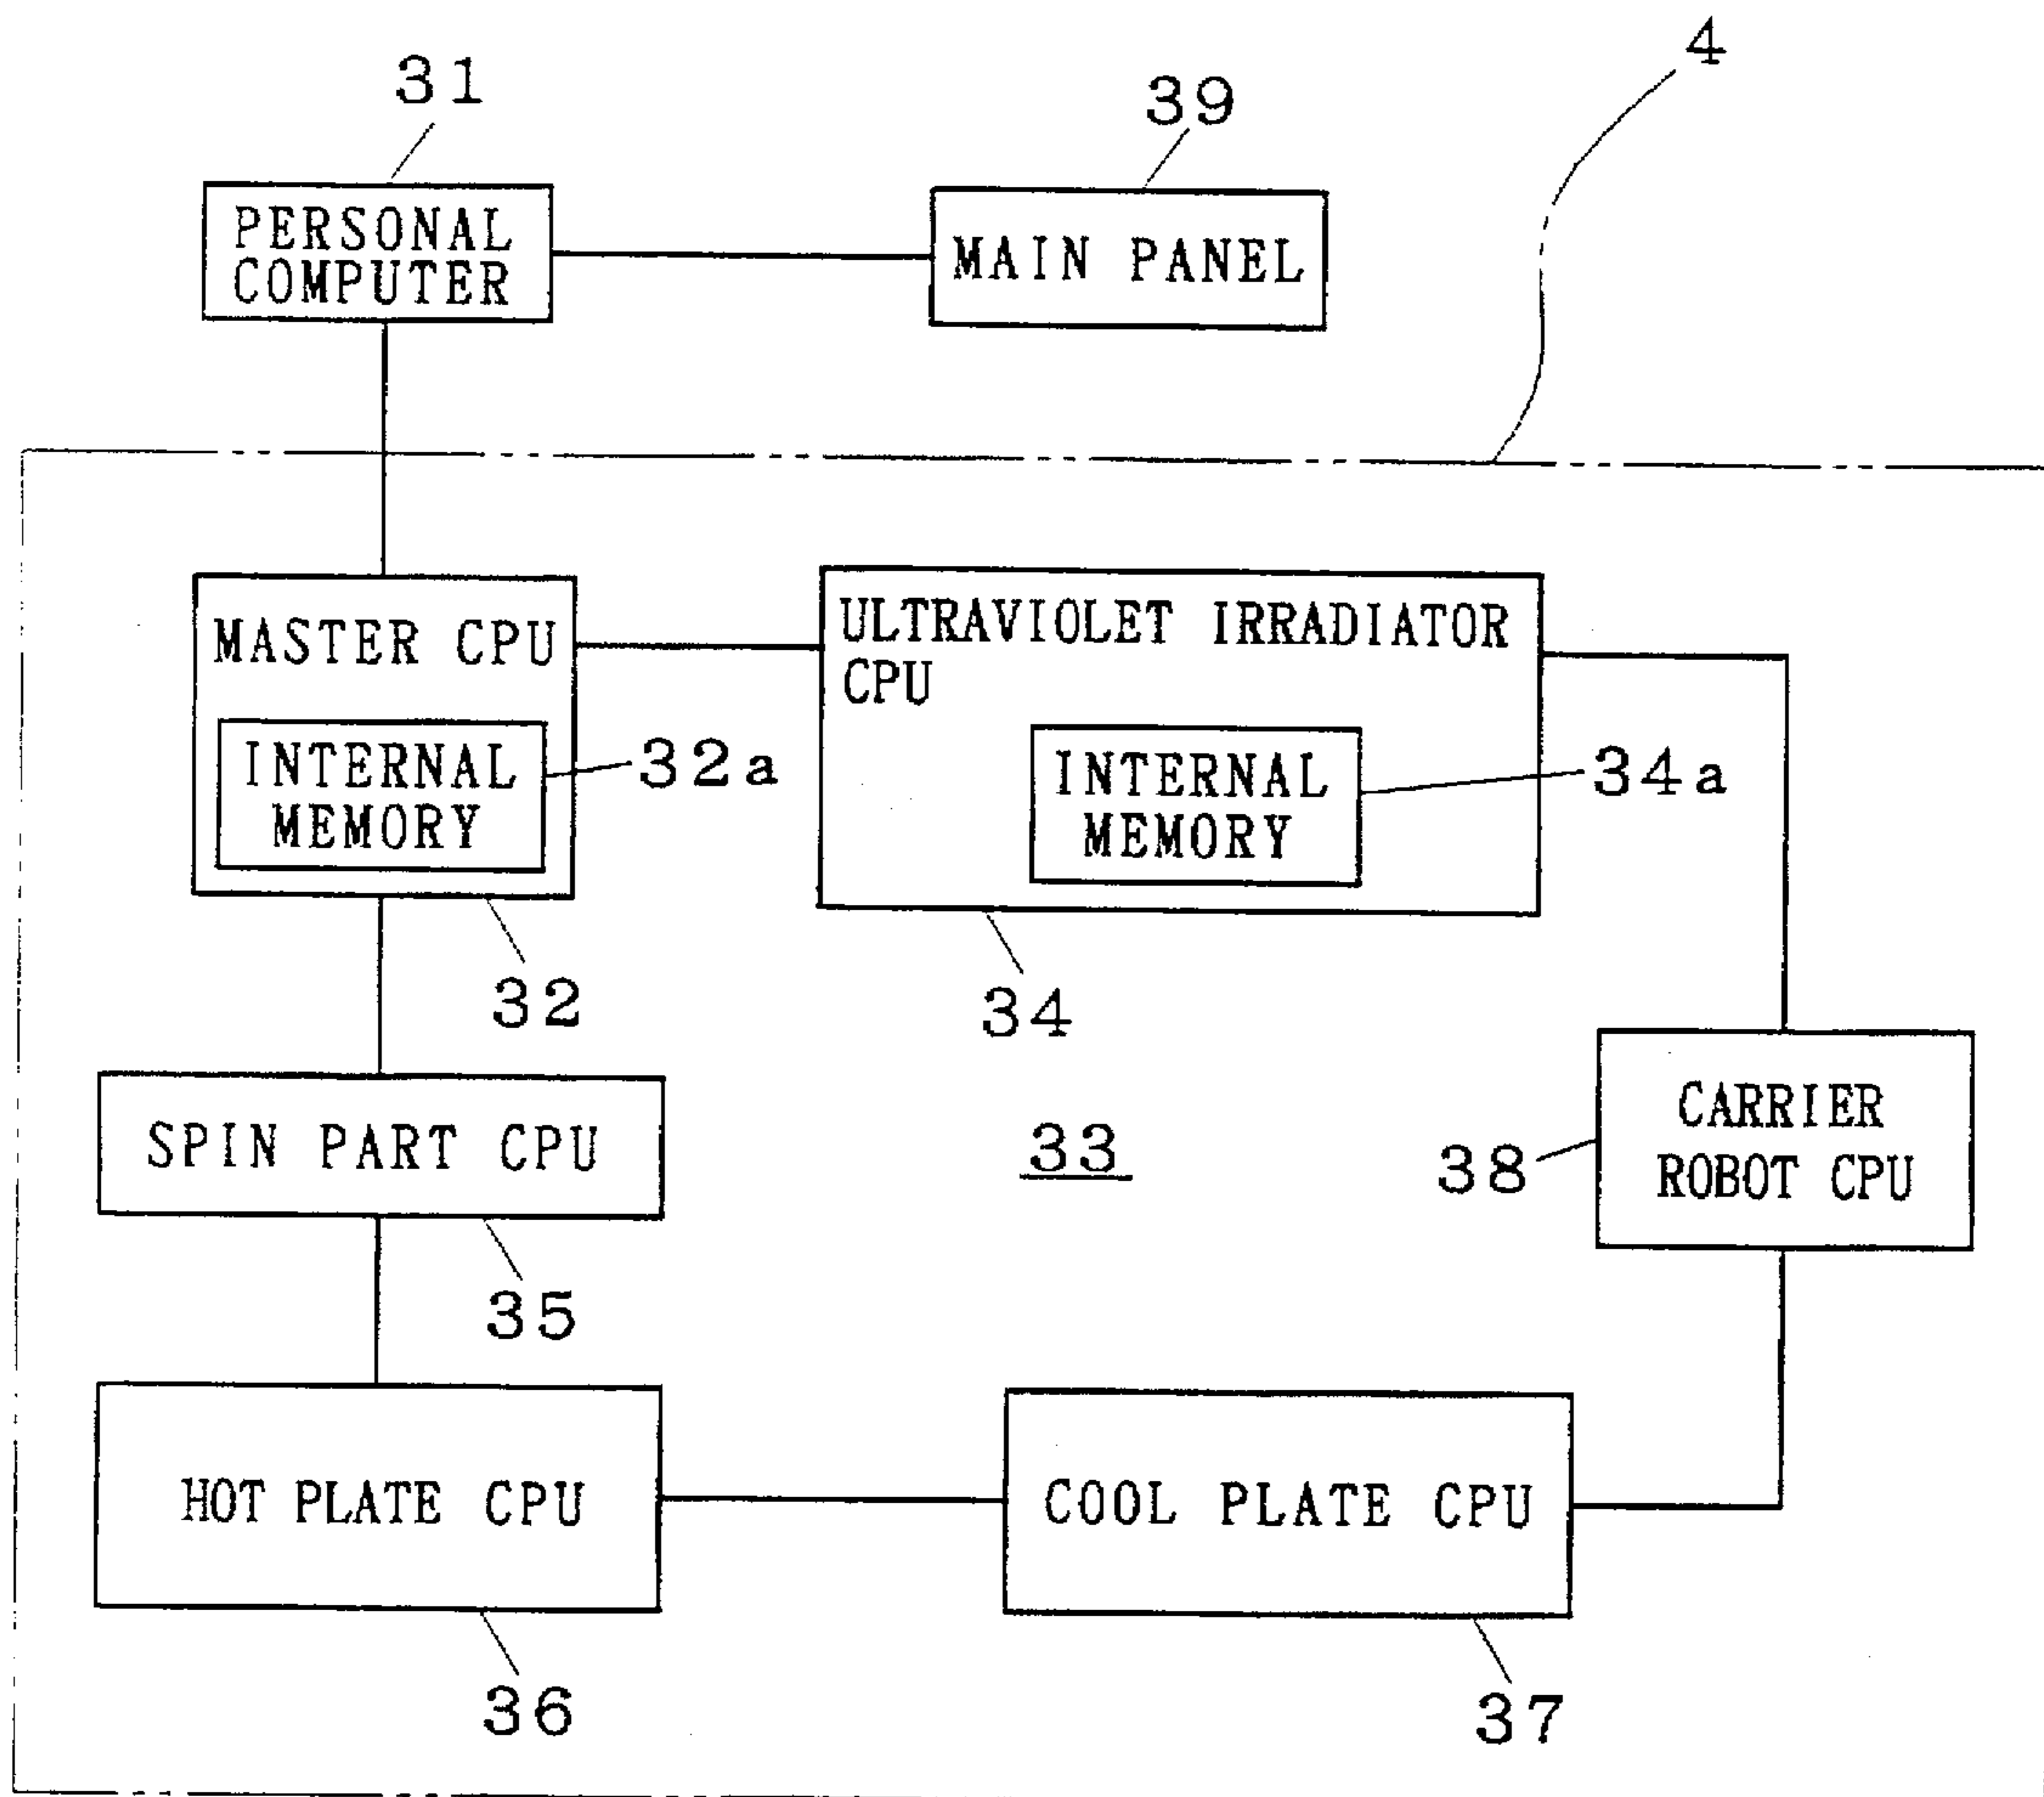 4
31
39
PERSONAL
COMPUTER
MAIN PANEL
MASTER CPU
INTERNAL
MEMORY
32a
32
ULTRAVIOLET IRRADIATOR
CPU
INTERNAL
MEMORY
34a
34
SPIN PART CPU
35
33
38
CARRIER
ROBOT CPU
HOT PLATE CPU
36
COOL PLATE CPU
37